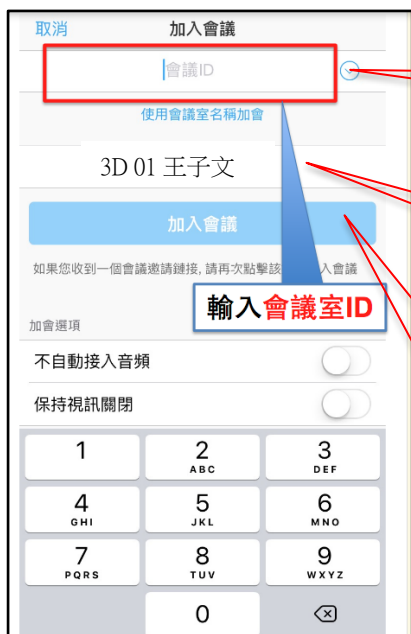 取消 加入會議
會議ID
使用會議室名稱加會
3D 01 王子文
加入會議
如果您收到一個會議邀請鏈接, 請再次點擊該 入會議
輸入會議室ID
加會選項
不自動接入音頻
保持視訊關閉
1 2 3
ABC DEF
4 5 6
GHI JKL MNO
7 8 9
PQRS TUV WXYZ
0